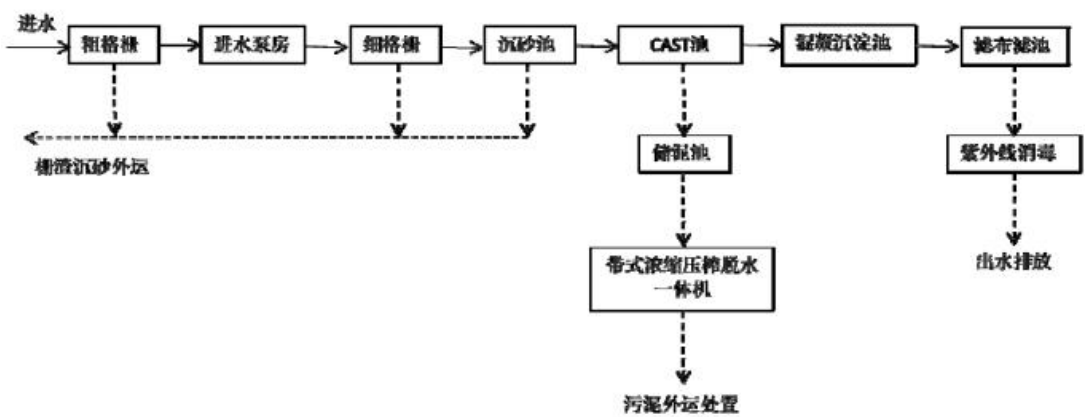 进水
粗格栅
进水泵房
细格栅
沉砂池
CAST池
混凝沉淀池
滤布滤池
栅渣沉砂外运
储泥池
紫外线消毒
带式浓缩压榨脱水
一体机
出水排放
污泥外运处置